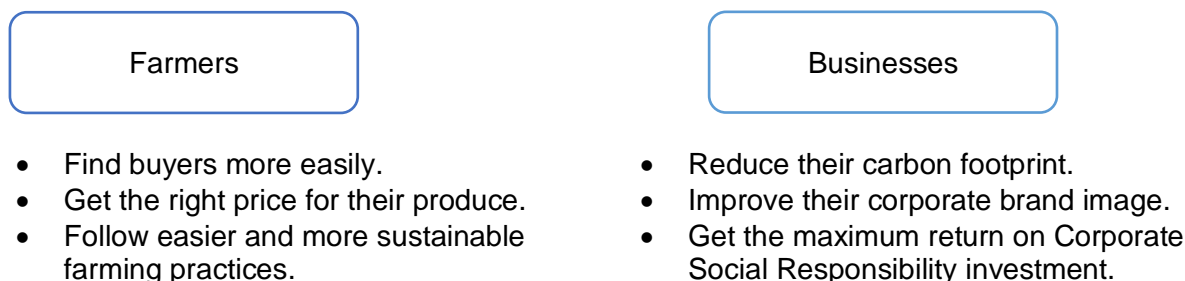 Farmers
• Find buyers more easily.
• Get the right price for their produce.
• Follow easier and more sustainable
farming practices.
Businesses
• Reduce their carbon footprint.
• Improve their corporate brand image.
• Get the maximum return on Corporate
Social Responsibility investment.